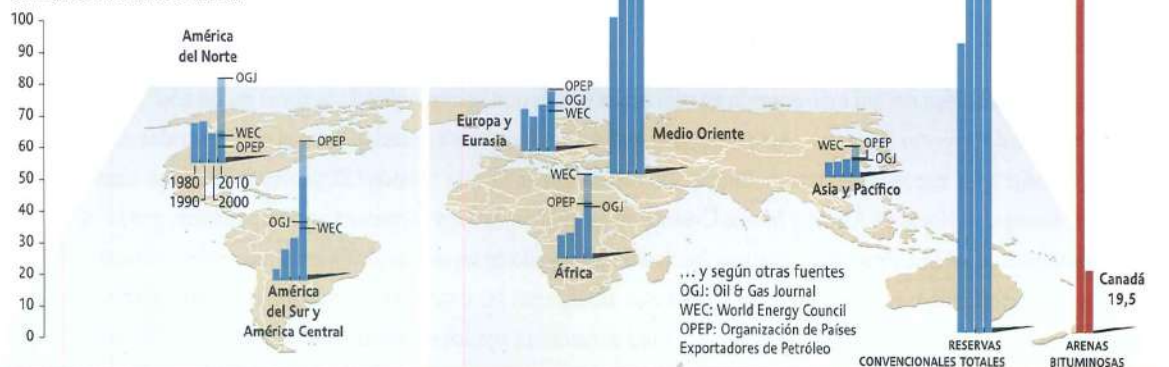 100
90
80
70
60
50
40
30
20
10
0
América
del Norte
OGJ
WEC
OPEP
1980
2010
1990
2000
OPEP
OGJ
WEC
América
del Sur y
América Central
Europa y
Eurasia
OPEP
OGJ
WEC
WEC
OPEP
OGJ
África
Medio Oriente
WEC
OPEP
OGJ
Asia y Pacífico
... y según otras fuentes
OGJ: Oil & Gas Journal
WEC: World Energy Council
OPEP: Organización de Países
Exportadores de Petróleo
RESERVAS
CONVENCIONALES TOTALES
Canadá
19,5
ARENAS
BITUMINOSAS